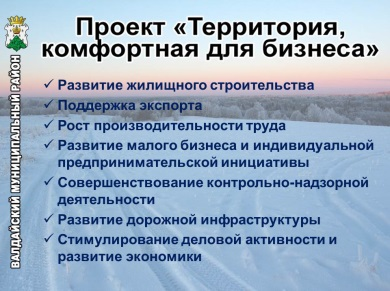 Проект «Территория,
комфортная для бизнеса»
ВАЛДАЙСКИЙ МУНИЦИПАЛЬНЫЙ РАЙОН
✓ Развитие жилищного строительства
✓ Поддержка экспорта
✓ Рост производительности труда
✓ Развитие малого бизнеса и индивидуальной
предпринимательской инициативы
✓ Совершенствование контрольно-надзорной
деятельности
✓ Развитие дорожной инфраструктуры
✓ Стимулирование деловой активности и
развитие экономики